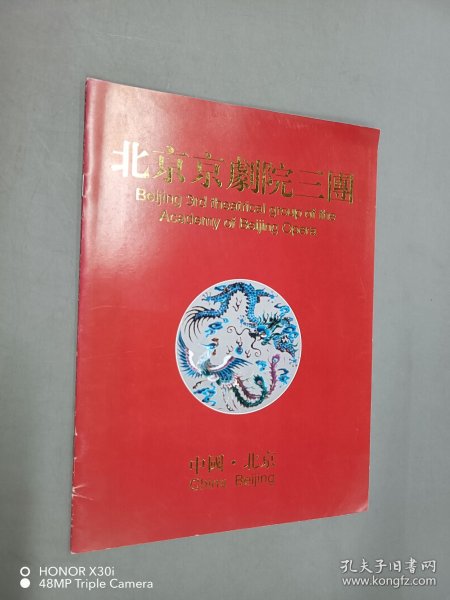 北京京劇院三團
Beijing 3rd theatrical group of the
Academy of Beijing Opera
中國·北京
China Beijing
HONOR X30i
48MP Triple Camera
孔夫子旧书网
www.kongfz.com